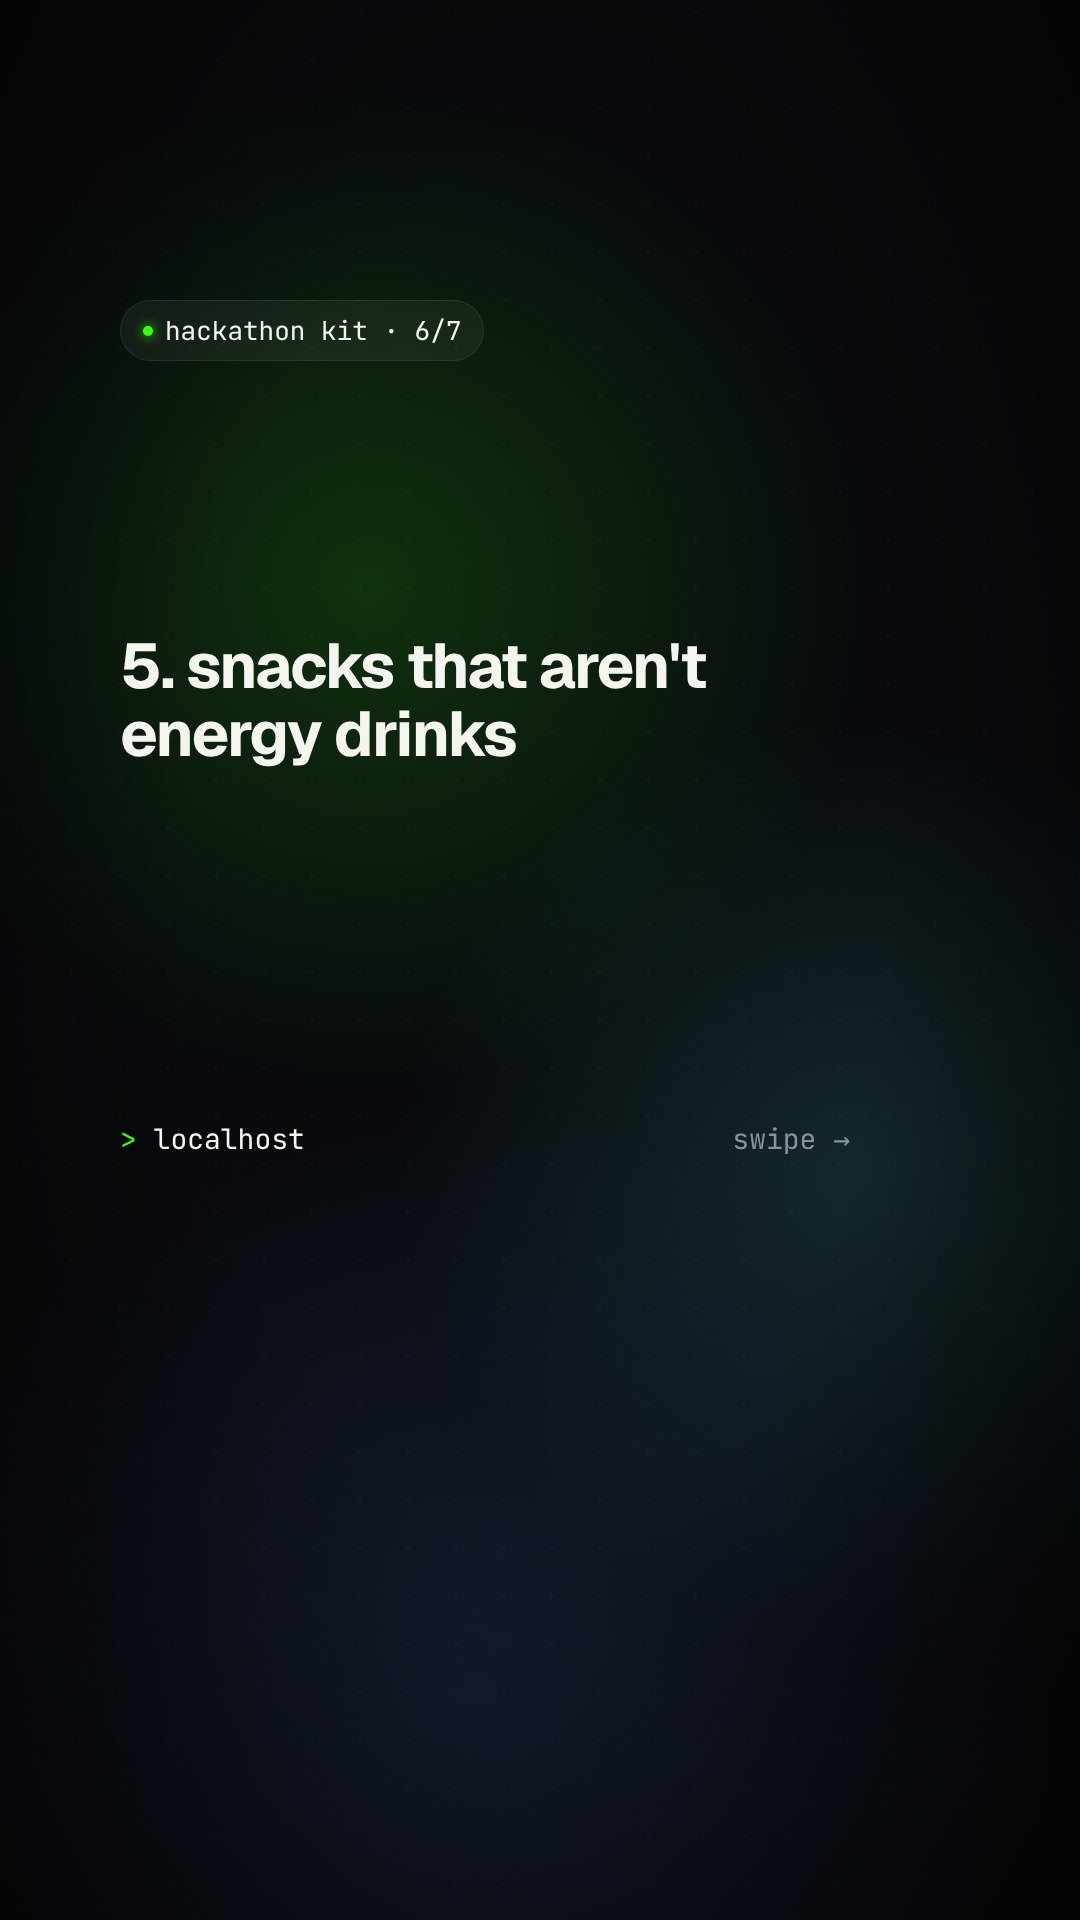 hackathon kit · 6/7
5. snacks that aren't
energy drinks
> localhost
swipe →